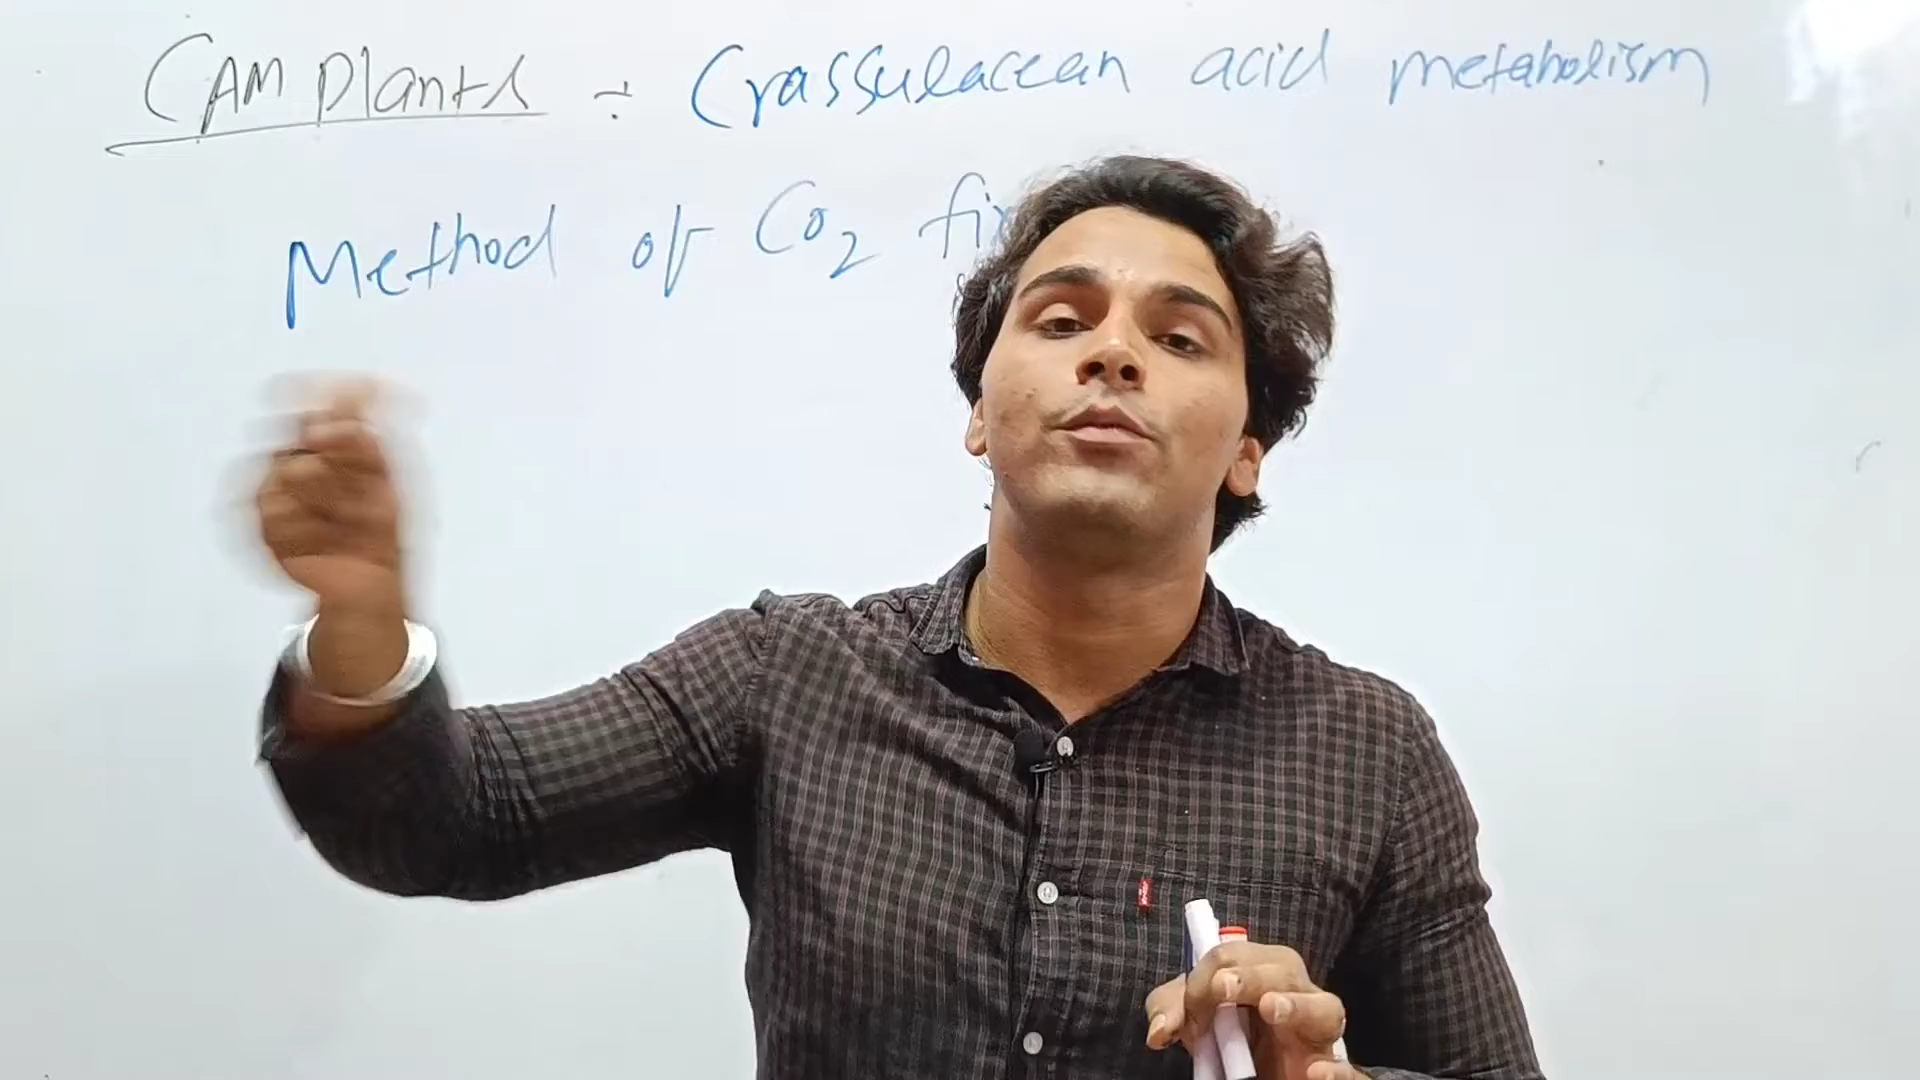 CAM Plants ÷ Crassulacean acid metabolism
Method of Co2